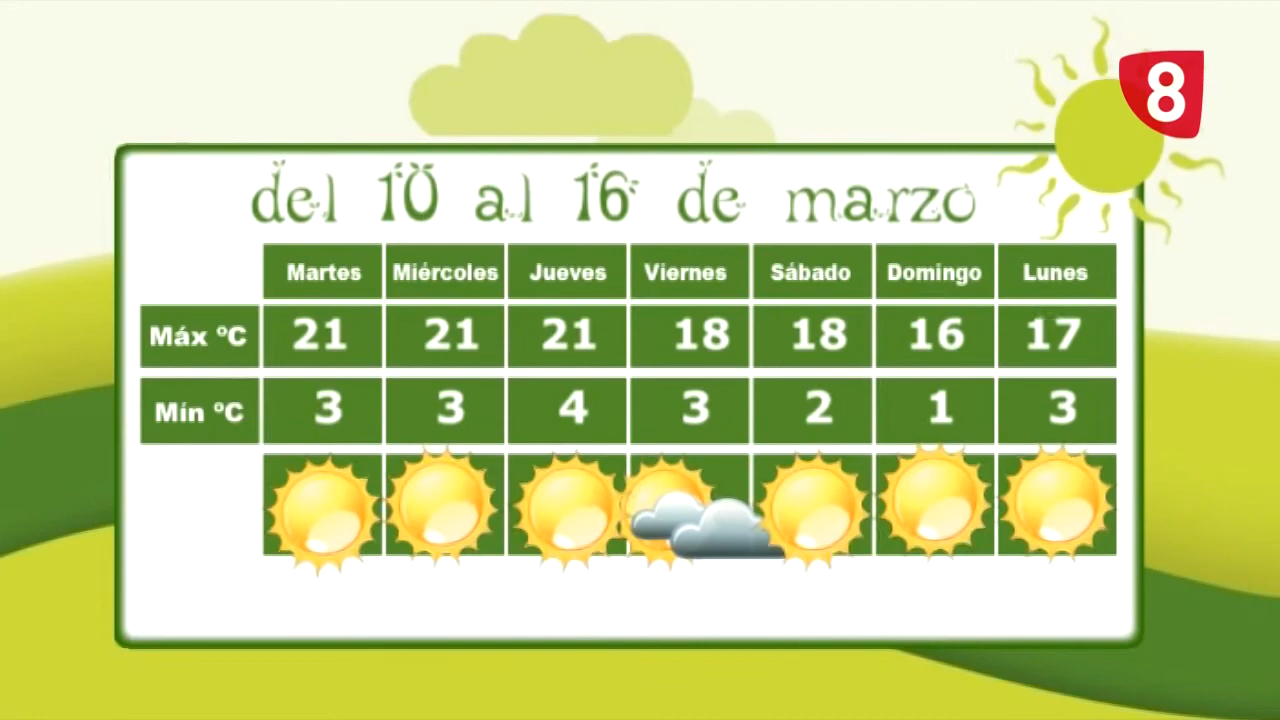 8
del 10 al 16 de marzo
Martes Miércoles Jueves Viernes Sábado Domingo Lunes
Máx ºC 21 21 21 18 18 16 17
Mín ºC 3 3 4 3 2 1 3